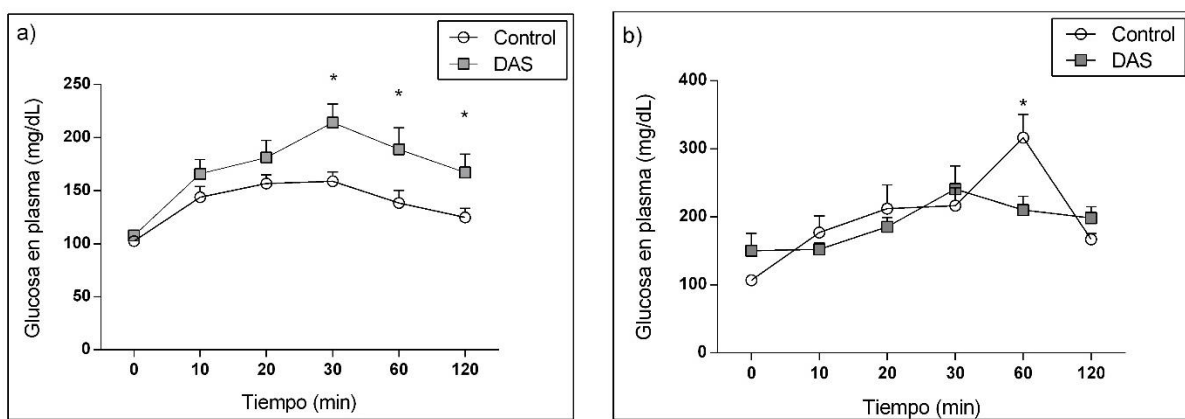 a)
Control
DAS
Glucosa en plasma (mg/dL)
250
200
150
100
50
0
* * *
0 10 20 30 60 120
Tiempo (min)
b)
Control
DAS
Glucosa en plasma (mg/dL)
400
300
200
100
0
*
0 10 20 30 60 120
Tiempo (min)